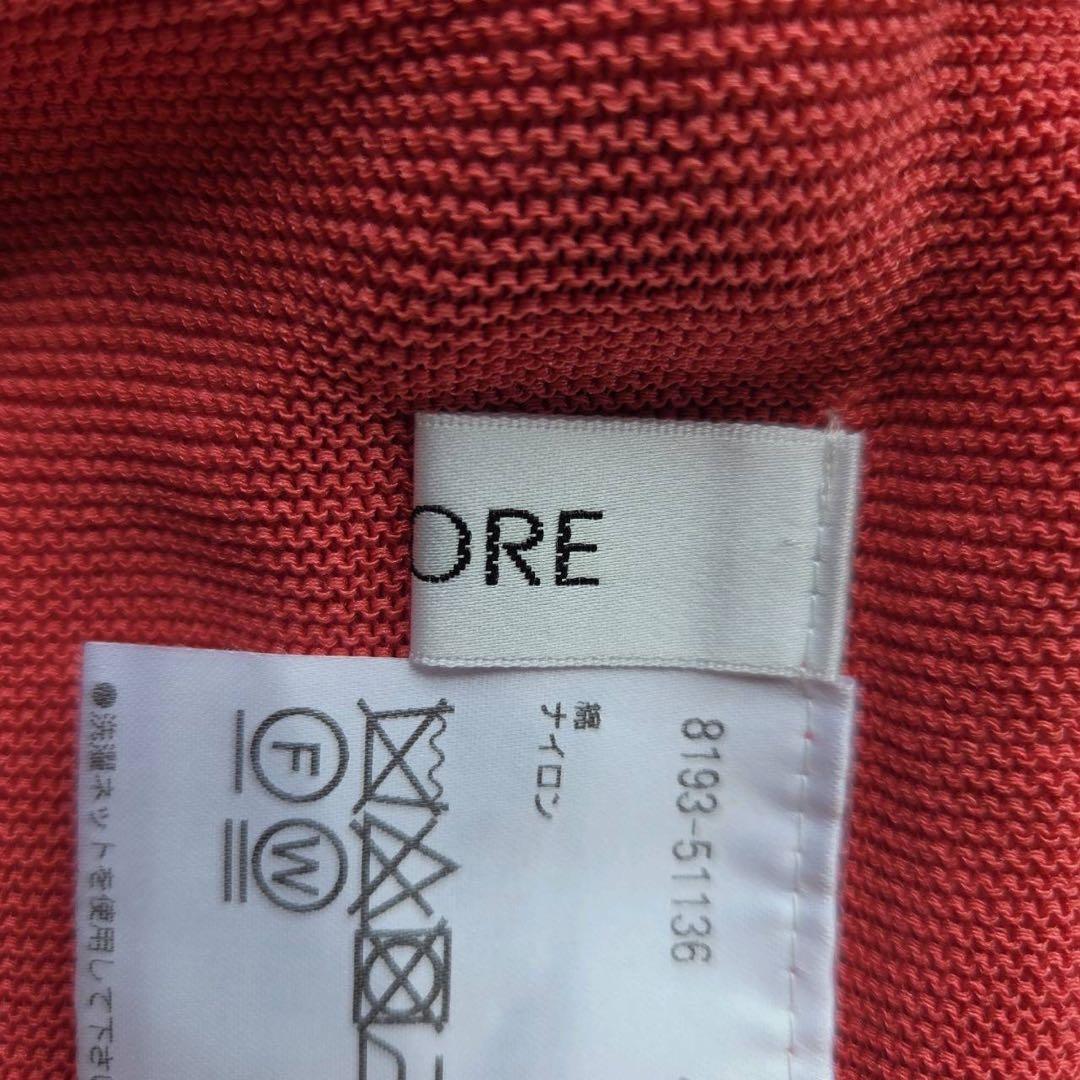 ORE
8193-51136
綿
ナイロン
F
W
●洗濯ネットを使用して下さい